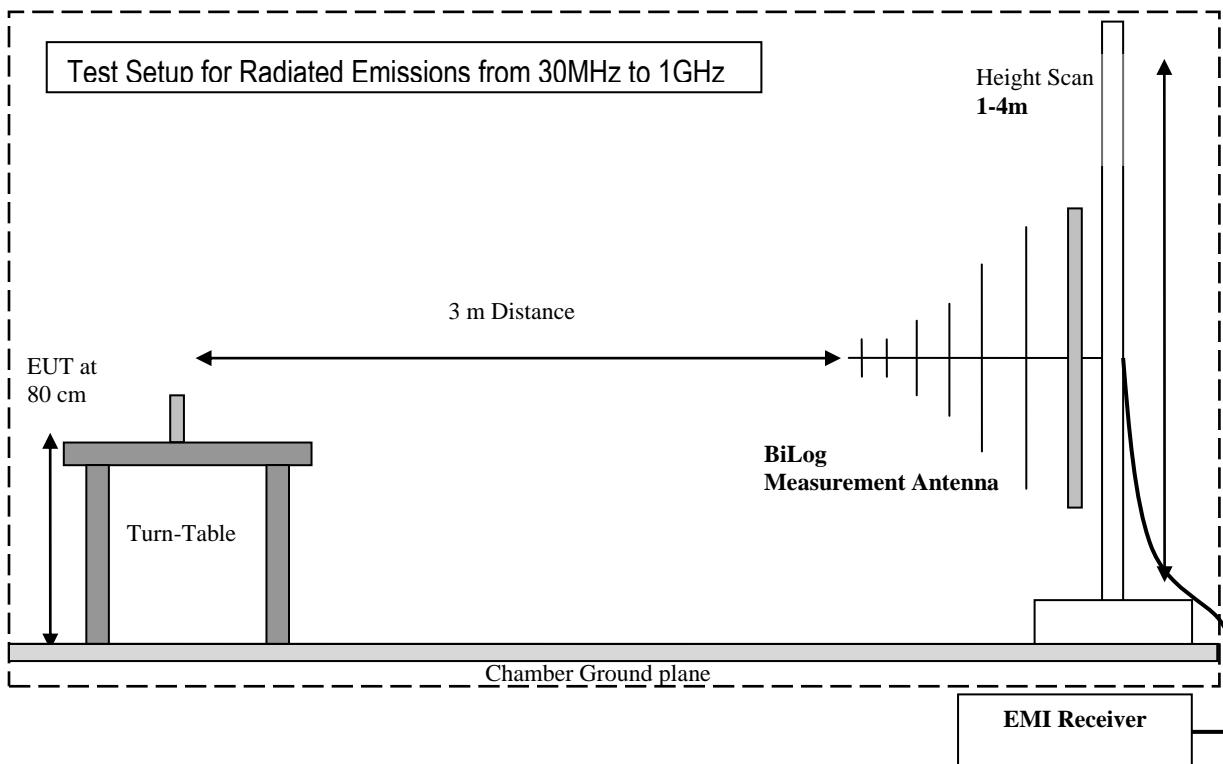 Test Setup for Radiated Emissions from 30MHz to 1GHz
Height Scan
1-4m
3 m Distance
EUT at
80 cm
BiLog
Measurement Antenna
Turn-Table
Chamber Ground plane
EMI Receiver